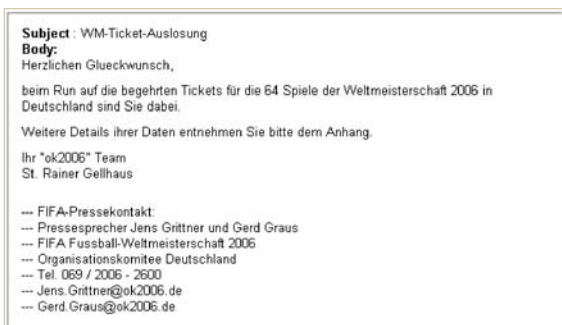 Subject : WM-Ticket-Auslosung
Body:
Herzlichen Glueckwunsch,
beim Run auf die begehrten Tickets für die 64 Spiele der Weltmeisterschaft 2006 in
Deutschland sind Sie dabei.
Weitere Details ihrer Daten entnehmen Sie bitte dem Anhang.
Ihr "ok2006" Team
St. Rainer Gellhaus
--- FIFA-Pressekontakt:
--- Pressesprecher Jens Grittner und Gerd Graus
--- FIFA Fussball-Weltmeisterschaft 2006
--- Organisationskomitee Deutschland
--- Tel. 069 / 2006 - 2600
--- Jens.Grittner@ok2006.de
--- Gerd.Graus@ok2006.de